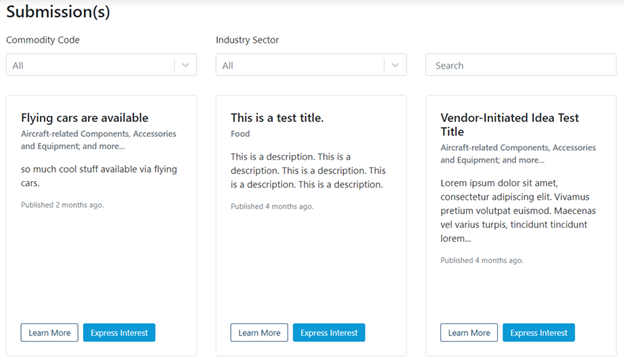 Submission(s)
Commodity Code
Industry Sector
All
All
Search
Flying cars are available
Aircraft-related Components, Accessories
and Equipment; and more...
so much cool stuff available via flying
cars.
Published 2 months ago.
Learn More
Express Interest
This is a test title.
Food
This is a description. This is a
description. This is a description. This
is a description. This is a description.
Published 4 months ago.
Learn More
Express Interest
Vendor-Initiated Idea Test
Title
Aircraft-related Components, Accessories
and Equipment; and more...
Lorem ipsum dolor sit amet,
consectetur adipiscing elit. Vivamus
pretium volutpat euismod. Maecenas
vel varius turpis, tincidunt tincidunt
lorem...
Published 4 months ago.
Learn More
Express Interest